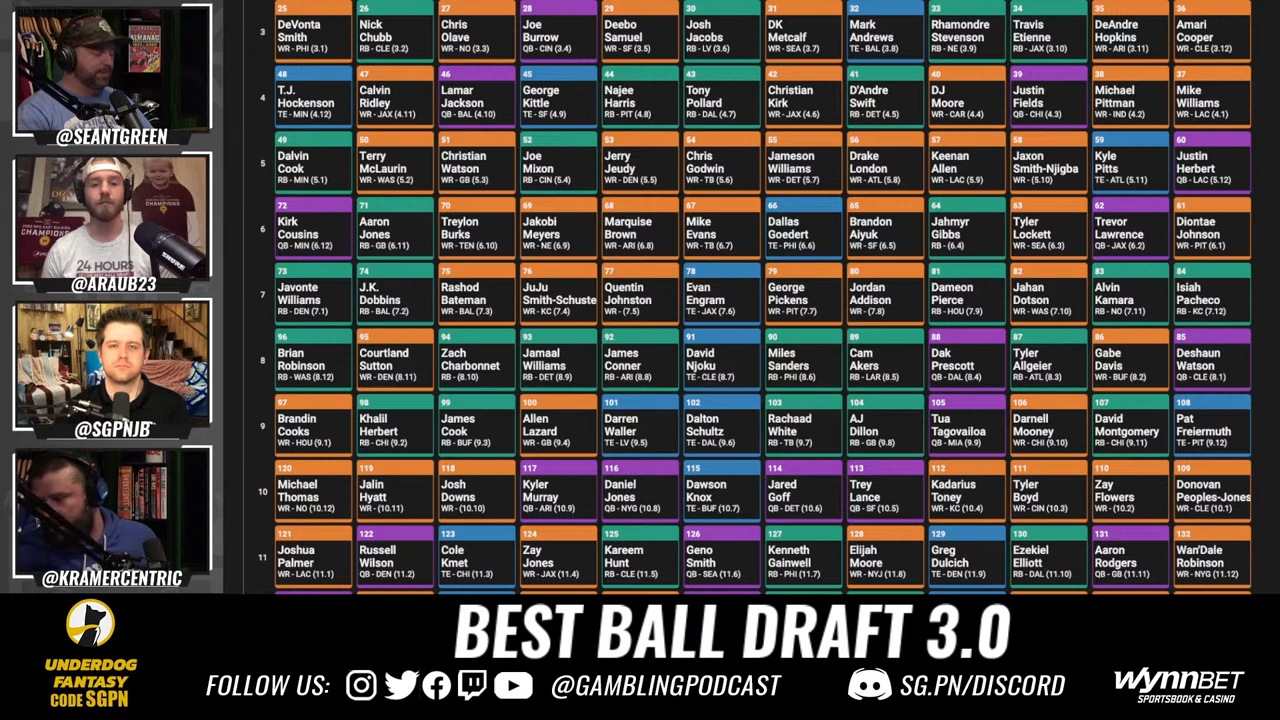 25 26 27 28 29 30 31 32 33 34 35 36
3
DeVonta Nick Chris Joe Deebo Josh DK Mark Rhamondre Travis DeAndre Amari
Smith Chubb Olave Burrow Samuel Jacobs Metcalf Andrews Stevenson Etienne Hopkins Cooper
WR - PHI (3.1) RB - CLE (3.2) WR - NO (3.3) QB - CIN (3.4) WR - SF (3.5) RB - LV (3.6) WR - SEA (3.7) TE - BAL (3.8) RB - NE (3.9) RB - JAX (3.10) WR - ARI (3.11) WR - CLE (3.12)
48 47 46 45 44 43 42 41 40 39 38 37
4
T.J. Calvin Lamar George Najee Tony Christian D'Andre DJ Justin Michael Mike
Hockenson Ridley Jackson Kittle Harris Pollard Kirk Swift Moore Fields Pittman Williams
TE - MIN (4.12) WR - JAX (4.11) QB - BAL (4.10) TE - SF (4.9) RB - PIT (4.8) RB - DAL (4.7) WR - JAX (4.6) RB - DET (4.5) WR - CAR (4.4) QB - CHI (4.3) WR - IND (4.2) WR - LAC (4.1)
49 50 51 52 53 54 55 56 57 58 59 60
5
Dalvin Terry Christian Joe Jerry Chris Jameson Drake Keenan Jaxon Kyle Justin
Cook McLaurin Watson Mixon Jeudy Godwin Williams London Allen Smith-Njigba Pitts Herbert
RB - MIN (5.1) WR - WAS (5.2) WR - GB (5.3) RB - CIN (5.4) WR - DEN (5.5) WR - TB (5.6) WR - DET (5.7) WR - ATL (5.8) WR - LAC (5.9) WR - (5.10) TE - ATL (5.11) QB - LAC (5.12)
72 71 70 69 68 67 66 65 64 63 62 61
6
Kirk Aaron Treylon Jakobi Marquise Mike Dallas Brandon Jahmyr Tyler Trevor Diontae
Cousins Jones Burks Meyers Brown Evans Goedert Aiyuk Gibbs Lockett Lawrence Johnson
QB - MIN (6.12) RB - GB (6.11) WR - TEN (6.10) WR - NE (6.9) WR - ARI (6.8) WR - TB (6.7) TE - PHI (6.6) WR - SF (6.5) RB - (6.4) WR - SEA (6.3) QB - JAX (6.2) WR - PIT (6.1)
73 74 75 76 77 78 79 80 81 82 83 84
7
Javonte J.K. Rashod JuJu Quentin Evan George Jordan Dameon Jahan Alvin Isiah
Williams Dobbins Bateman Smith-Schuste Johnston Engram Pickens Addison Pierce Dotson Kamara Pacheco
RB - DEN (7.1) RB - BAL (7.2) WR - BAL (7.3) WR - KC (7.4) WR - (7.5) TE - JAX (7.6) WR - PIT (7.7) WR - (7.8) RB - HOU (7.9) WR - WAS (7.10) RB - NO (7.11) RB - KC (7.12)
96 95 94 93 92 91 90 89 88 87 86 85
8
Brian Courtland Zach Jamaal James David Miles Cam Dak Tyler Gabe Deshaun
Robinson Sutton Charbonnet Williams Conner Njoku Sanders Akers Prescott Allgeier Davis Watson
RB - WAS (8.12) WR - DEN (8.11) RB - (8.10) RB - DET (8.9) RB - ARI (8.8) TE - CLE (8.7) RB - PHI (8.6) RB - LAR (8.5) QB - DAL (8.4) RB - ATL (8.3) WR - BUF (8.2) QB - CLE (8.1)
97 98 99 100 101 102 103 104 105 106 107 108
9
Brandin Khalil James Allen Darren Dalton Rachaad AJ Tua Darnell David Pat
Cooks Herbert Cook Lazard Waller Schultz White Dillon Tagovailoa Mooney Montgomery Freiermuth
WR - HOU (9.1) RB - CHI (9.2) RB - BUF (9.3) WR - GB (9.4) TE - LV (9.5) TE - DAL (9.6) RB - TB (9.7) RB - GB (9.8) QB - MIA (9.9) WR - CHI (9.10) RB - CHI (9.11) TE - PIT (9.12)
120 119 118 117 116 115 114 113 112 111 110 109
10
Michael Jalin Josh Kyler Daniel Dawson Jared Trey Kadarius Tyler Zay Donovan
Thomas Hyatt Downs Murray Jones Knox Goff Lance Toney Boyd Flowers Peoples-Jones
WR - NO (10.12) WR - (10.11) WR - (10.10) QB - ARI (10.9) QB - NYG (10.8) TE - BUF (10.7) QB - DET (10.6) QB - SF (10.5) WR - KC (10.4) WR - CIN (10.3) WR - (10.2) WR - CLE (10.1)
121 122 123 124 125 126 127 128 129 130 131 132
11
Joshua Russell Cole Zay Kareem Geno Kenneth Elijah Greg Ezekiel Aaron Wan'Dale
Palmer Wilson Kmet Jones Hunt Smith Gainwell Moore Dulcich Elliott Rodgers Robinson
WR - LAC (11.1) QB - DEN (11.2) TE - CHI (11.3) WR - JAX (11.4) RB - CLE (11.5) QB - SEA (11.6) RB - PHI (11.7) WR - NYJ (11.8) TE - DEN (11.9) RB - DAL (11.10) QB - GB (11.11) WR - NYG (11.12)
ALMANAC
@SEANTGREEN
CHAMPIONS
24 HOURS
SHURE
@ARAUB23
@SGPNJB
@KRAMERCENTRIC
UNDERDOG
FANTASY
CODE SGPN
BEST BALL DRAFT 3.0
FOLLOW US: @GAMBLINGPODCAST SG.PN/DISCORD
WYNNBET
SPORTSBOOK & CASINO